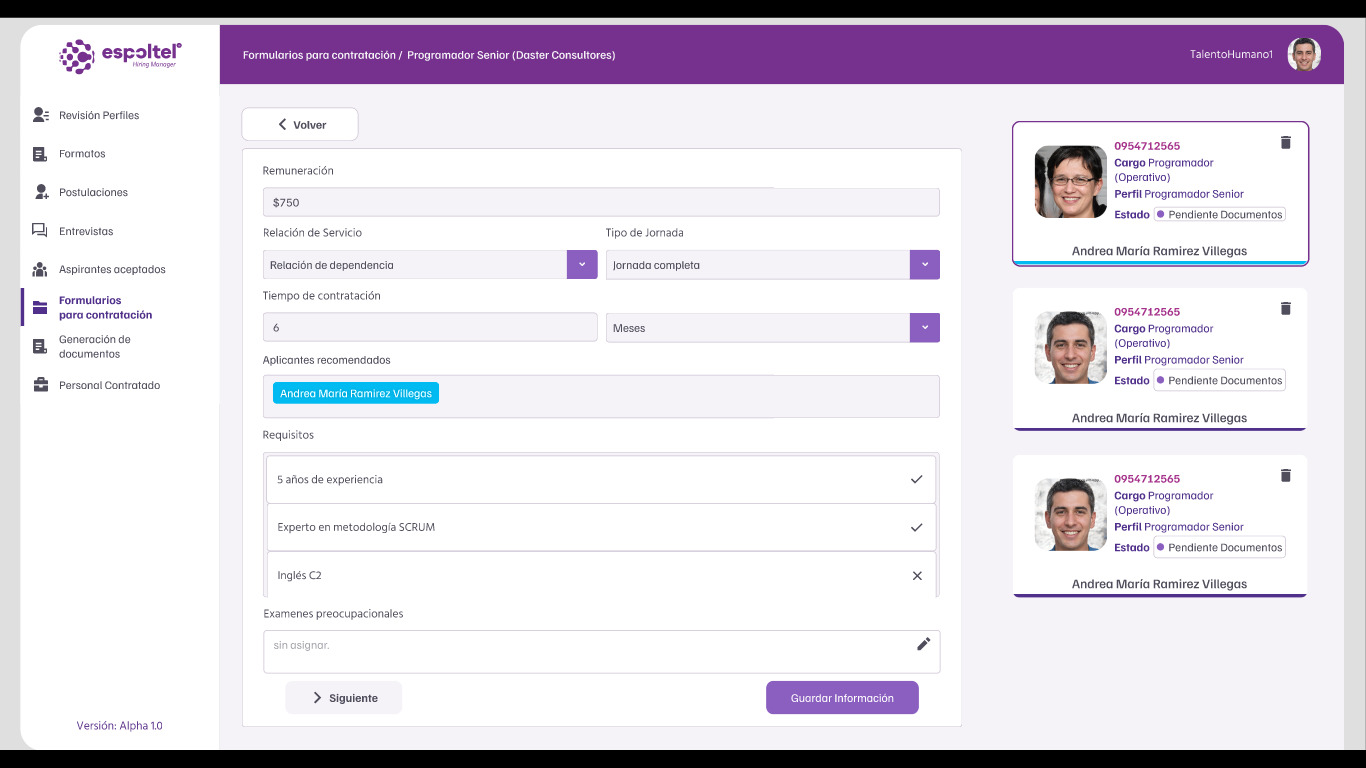 espoltel
Hiring Manager
Formularios para contratación / Programador Senior (Daster Consultores)
TalentoHumano1
Revisión Perfiles
Formatos
Postulaciones
Entrevistas
Aspirantes aceptados
Formularios
para contratación
Generación de
documentos
Personal Contratado
Versión: Alpha 1.0
Volver
Remuneración
$750
Relación de Servicio
Tipo de Jornada
Relación de dependencia
Jornada completa
Tiempo de contratación
6
Meses
Aplicantes recomendados
Andrea María Ramirez Villegas
Requisitos
5 años de experiencia
Experto en metodología SCRUM
Inglés C2
Examenes preocupacionales
sin asignar.
Siguiente
Guardar Información
0954712565
Cargo Programador
(Operativo)
Perfil Programador Senior
Estado Pendiente Documentos
Andrea María Ramirez Villegas
0954712565
Cargo Programador
(Operativo)
Perfil Programador Senior
Estado Pendiente Documentos
Andrea María Ramirez Villegas
0954712565
Cargo Programador
(Operativo)
Perfil Programador Senior
Estado Pendiente Documentos
Andrea María Ramirez Villegas